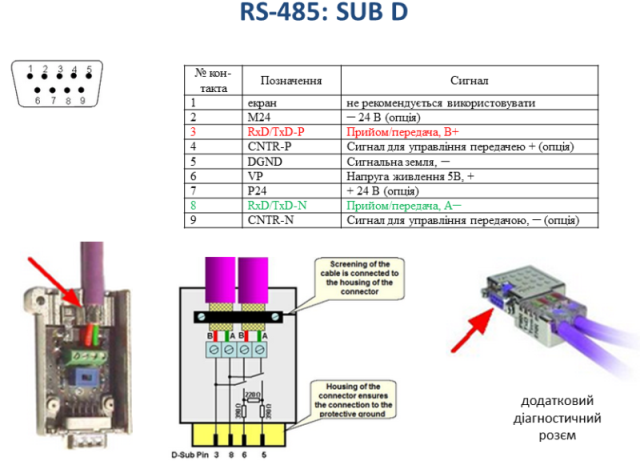 RS-485: SUB D
1 2 3 4 5
6 7 8 9
№ кон-
такта
Позначення
Сигнал
1 екран не рекомендується використовувати
2 M24 ─ 24 В (опція)
3 RxD/TxD-P Прийом/передача, B+
4 CNTR-P Сигнал для управління передачею + (опція)
5 DGND Сигнальна земля, ─
6 VP Напруга живлення 5В, +
7 P24 + 24 В (опція)
8 RxD/TxD-N Прийом/передача, A─
9 CNTR-N Сигнал для управління передачою, ─ (опція)
Screening of the
cable is connected to
the housing of the
connector
B A B A
220Ω
390Ω 390Ω
Housing of the
connector ensures
the connection to the
protective ground
D-Sub Pin 3 8 6 5
додатковий
діагностичний
розєм